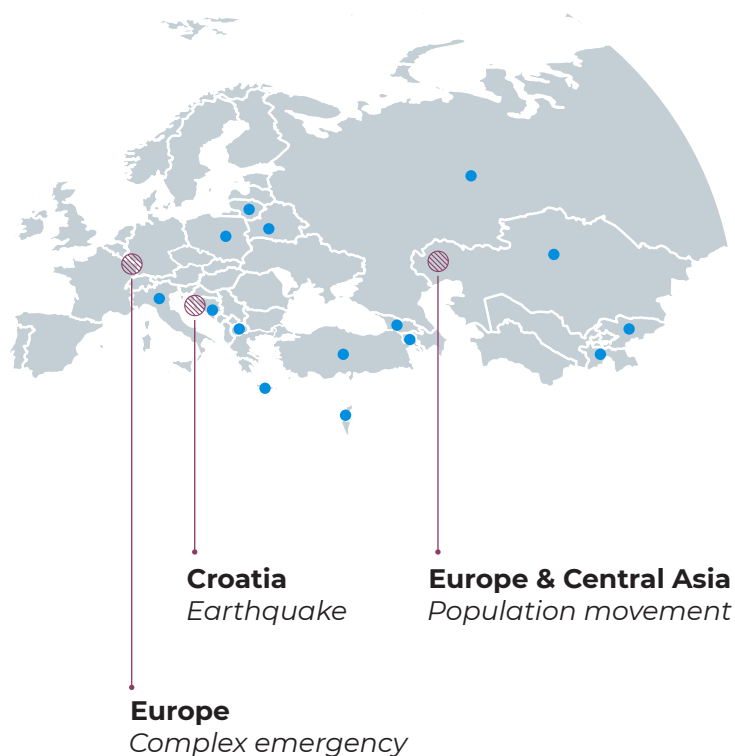 Croatia
Earthquake
Europe & Central Asia
Population movement
Europe
Complex emergency